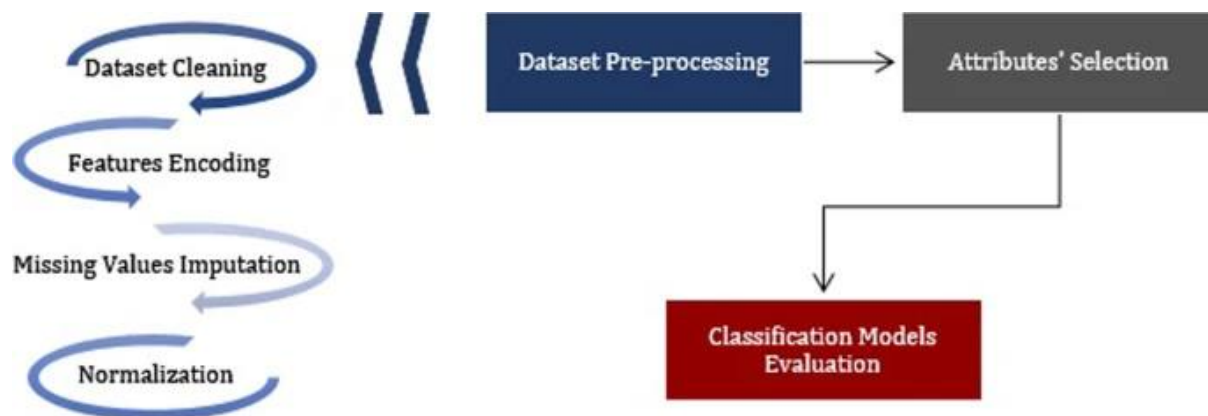 Dataset Cleaning
Features Encoding
Missing Values Imputation
Normalization
Dataset Pre-processing
Attributes' Selection
Classification Models
Evaluation